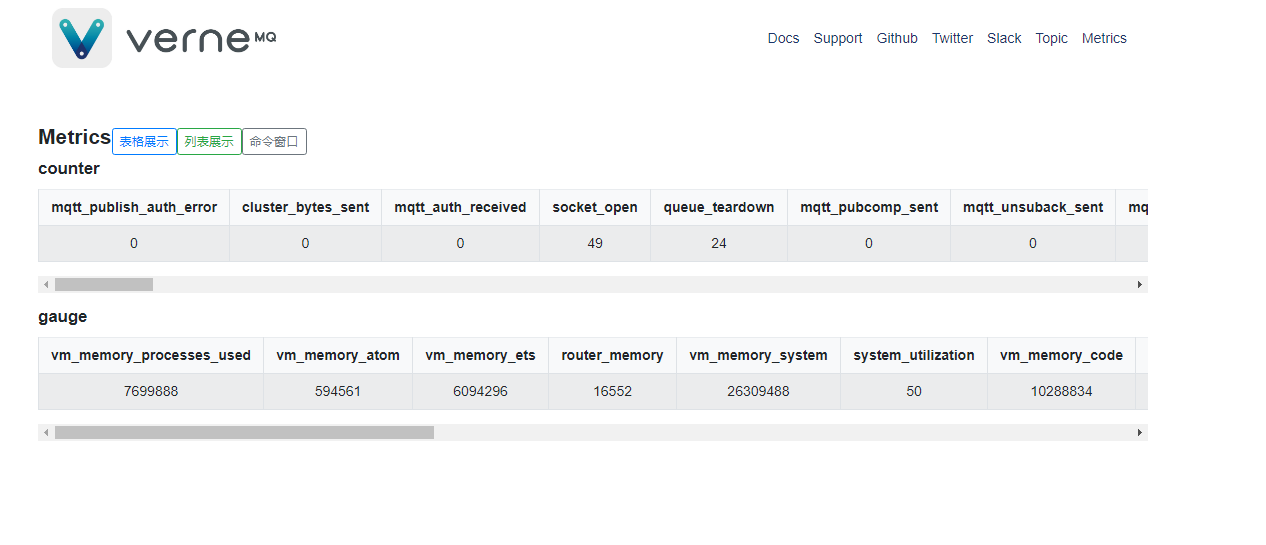 verne MQ
Docs Support Github Twitter Slack Topic Metrics
Metrics 表格展示 列表展示 命令窗口
counter
mqtt_publish_auth_error cluster_bytes_sent mqtt_auth_received socket_open queue_teardown mqtt_pubcomp_sent mqtt_unsuback_sent mq
0 0 0 49 24 0 0
gauge
vm_memory_processes_used vm_memory_atom vm_memory_ets router_memory vm_memory_system system_utilization vm_memory_code
7699888 594561 6094296 16552 26309488 50 10288834